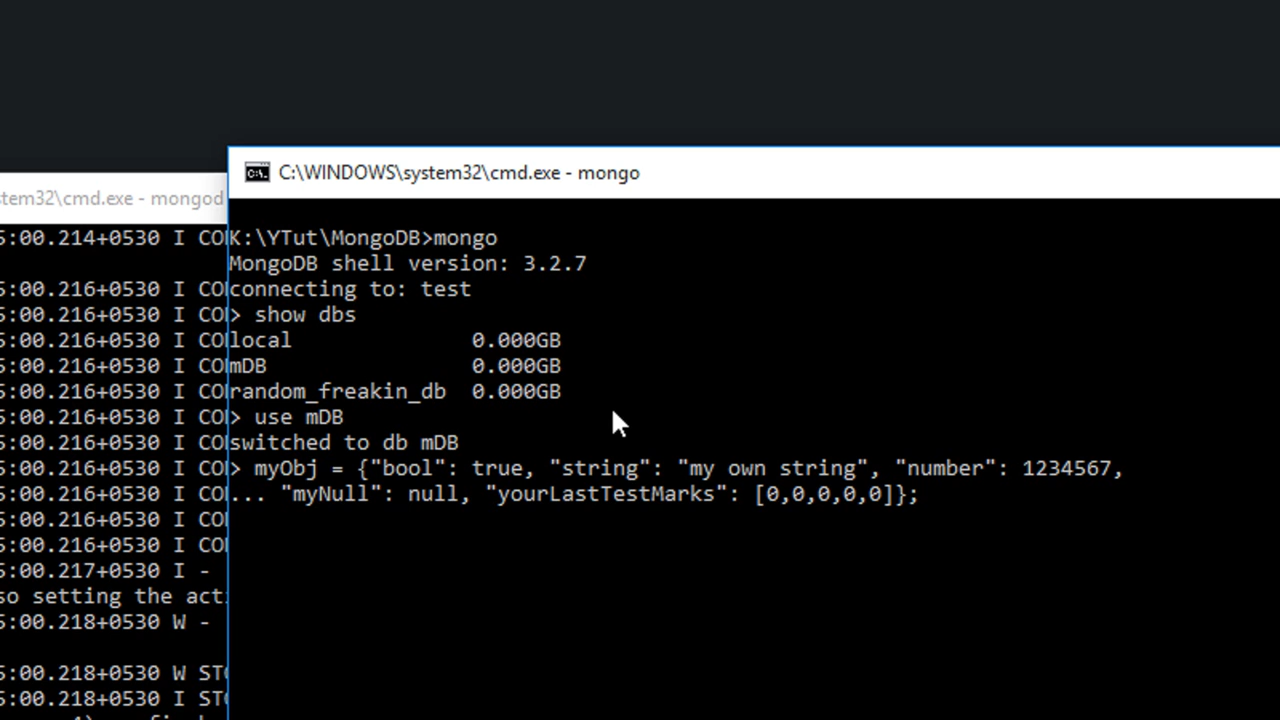 C:\WINDOWS\system32\cmd.exe - mongo
K:\YTut\MongoDB>mongo
MongoDB shell version: 3.2.7
connecting to: test
> show dbs
local 0.000GB
mDB 0.000GB
random_freakin_db 0.000GB
> use mDB
switched to db mDB
> myObj = {"bool": true, "string": "my own string", "number": 1234567,
... "myNull": null, "yourLastTestMarks": [0,0,0,0,0]};
stem32\cmd.exe - mongod
5:00.214+0530 I CO
5:00.216+0530 I CO
5:00.216+0530 I CO
5:00.216+0530 I CO
5:00.216+0530 I CO
5:00.216+0530 I CO
5:00.216+0530 I CO
5:00.216+0530 I CO
5:00.216+0530 I CO
5:00.216+0530 I CO
5:00.216+0530 I CO
5:00.216+0530 I CO
5:00.217+0530 I -
so setting the act
5:00.218+0530 W -
5:00.218+0530 W ST
5:00.218+0530 I ST